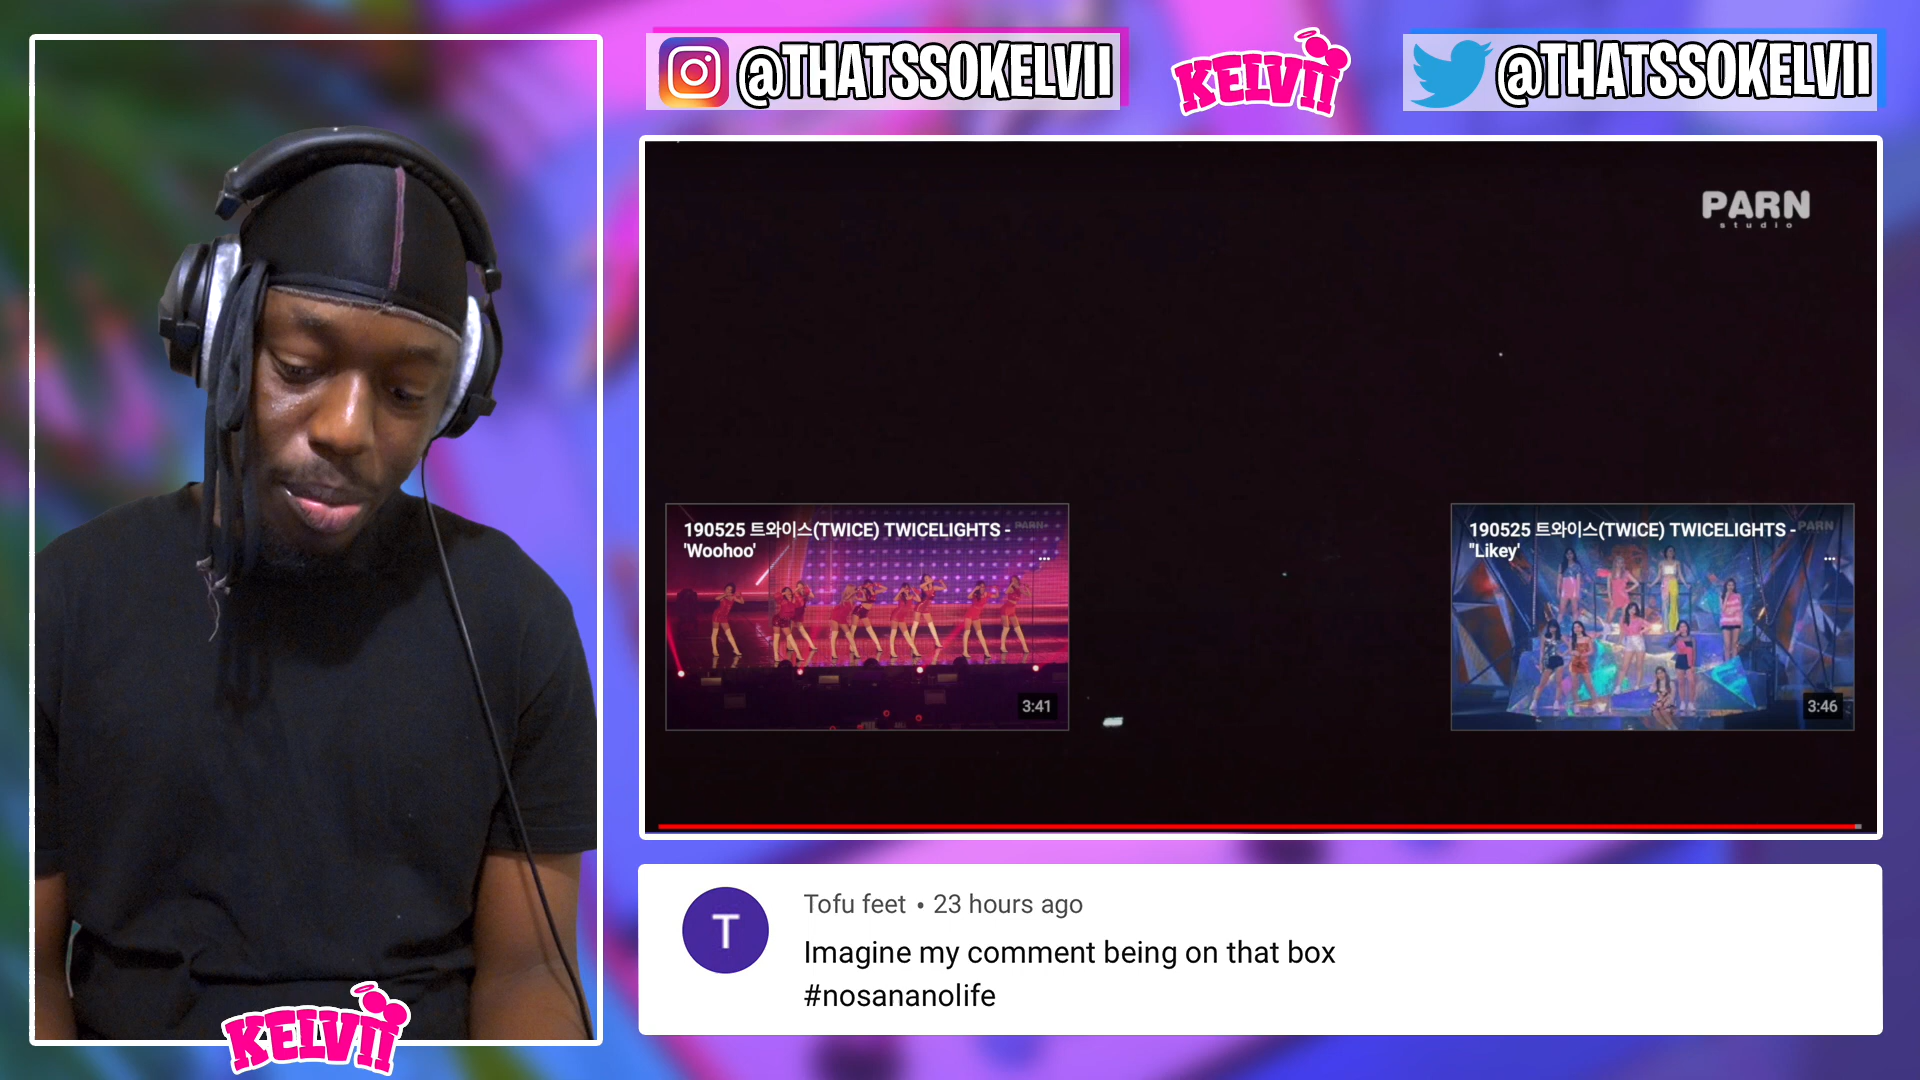 @THATSSOKELVII
KELVII
@THATSSOKELVII
PARN
studio
190525 트와이스(TWICE) TWICELIGHTS -
'Woohoo'
PARN
3:41
190525 트와이스(TWICE) TWICELIGHTS -
"Likey'
PARN
3:46
T
Tofu feet • 23 hours ago
Imagine my comment being on that box
#nosananolife
KELVII